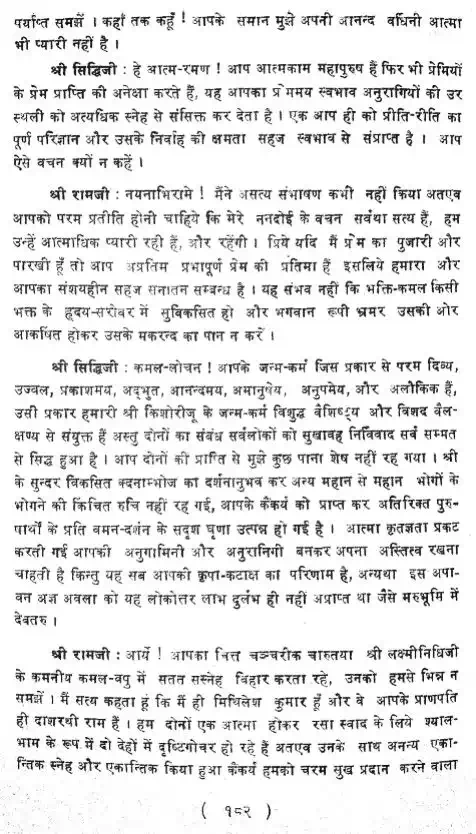 पर्याप्त समझें । कहाँ तक कहूँ ! आपके समान मुझे अपनी आनन्द वर्धिनी आत्मा
भी प्यारी नहीं है ।
श्री सिद्धिजी : हे आत्म-रमण ! आप आत्मकाम महापुरुष हैं फिर भी प्रेमियों
के प्रेम प्राप्ति की अनेक्षा करते हैं, यह आपका प्रेममय स्वभाव अनुरागियों की उर
स्थली को अत्यधिक स्नेह से संसिक्त कर देता है । एक आप ही को प्रीति-रीति का
पूर्ण परिज्ञान और उसके निर्वाह की क्षमता सहज स्वभाव से संप्राप्त है । आप
ऐसे वचन क्यों न कहें ।
श्री रामजी : नयनाभिरामे ! मैंने असत्य संभाषण कभी नहीं किया अतएव
आपको परम प्रतीति होनी चाहिये कि मेरे ननदोई के वचन सर्वथा सत्य हैं, हम
उन्हें आत्माधिक प्यारी रही हैं, और रहेंगी । प्रिये यदि मैं प्रेम का पुजारी और
पारखी हूँ तो आप अप्रतिम प्रभापूर्ण प्रेम की प्रतिमा हैं इसलिये हमारा और
आपका संशयहीन सहज सनातन सम्बन्ध है । यह संभव नहीं कि भक्ति-कमल किसी
भक्त के हृदय-सरोवर में सुविकसित हो और भगवान रूपी भ्रमर उसकी ओर
आकर्षित होकर उसके मकरन्द का पान न करें ।
श्री सिद्धिजी : कमल-लोचन ! आपके जन्म-कर्म जिस प्रकार से परम दिव्य,
उज्वल, प्रकाशमय, अद्भुत, आनन्दमय, अमानुषेय, अनुपमेय, और अलौकिक हैं,
उसी प्रकार हमारी श्री किशोरीजू के जन्म-कर्म विशुद्ध वैशिष्ट्य और विशद वैल-
क्षण्य से संयुक्त हैं अस्तु दोनों का संबंध सर्वलोकों को सुखावह निर्विवाद सर्व सम्मत
से सिद्ध हुआ है । आप दोनों की प्राप्ति से मुझे कुछ पाना शेष नहीं रह गया । श्री
के सुन्दर विकसित वदनाम्भोज का दर्शनानुभव कर अन्य महान से महान भोगों के
भोगने की किंचित रुचि नहीं रह गई, आपके कैंकर्य को प्राप्त कर अतिरिक्त पुरु-
षार्थों के प्रति वमन-दर्शन के सदृश घृणा उत्पन्न हो गई है । आत्मा कृतज्ञता प्रकट
करती गई आपकी अनुगामिनी और अनुरागिणी बनकर अपना अस्तित्व रखना
चाहती है किन्तु यह सब आपकी कृपा-कटाक्ष का परिणाम है, अन्यथा इस अपा-
वन अज्ञ अवला को यह लोकोत्तर लाभ दुर्लभ ही नहीं अप्राप्त था जैसे मरुभूमि में
देवतरु ।
श्री रामजी : आर्ये ! आपका चित्त चञ्चरीक चारुतया श्री लक्ष्मीनिधिजी
के कमनीय कमल-वपु में सतत सस्नेह विहार करता रहे, उनको हमसे भिन्न न
समझें । मैं सत्य कहता हूं कि मैं ही मिथिलेश कुमार हूँ और वे आपके प्राणपति
ही दाशरथी राम हैं । हम दोनों एक आत्मा होकर रसा स्वाद के लिये श्याल-
भाम के रूप में दो देहों में दृष्टिगोचर हो रहे हैं अतएव उनके साथ अनन्य एका-
न्तिक स्नेह और एकान्तिक किया हुआ कैंकर्य हमको चरम सुख प्रदान करने वाला
( १८२ )